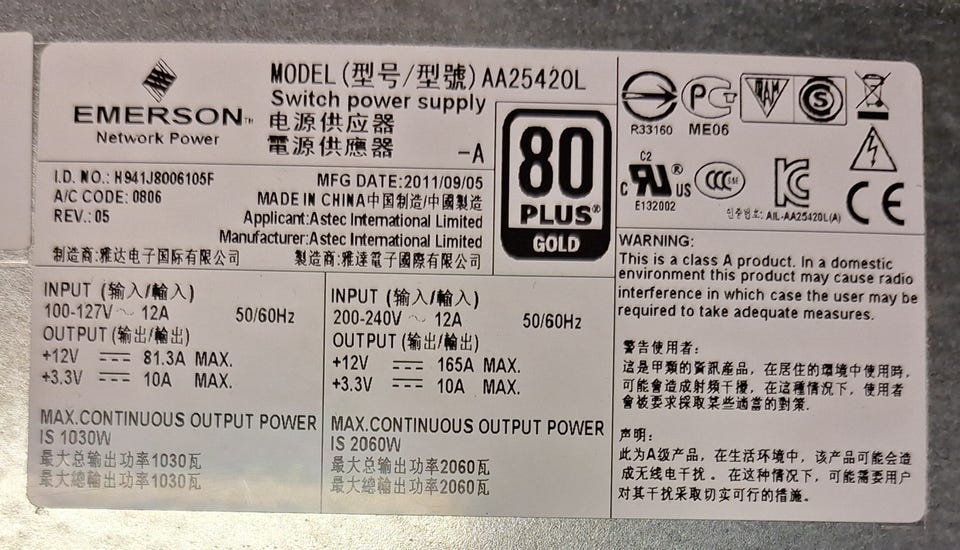 EMERSON™
Network Power
MODEL (型号/型號) AA25420L
Switch power supply
电源供应器
電源供應器 -A
I.D. NO.: H941J8006105F
A/C CODE: 0806
REV.: 05
MFG DATE:2011/09/05
MADE IN CHINA中国制造/中國製造
Applicant:Astec International Limited
Manufacturer:Astec International Limited
制造商:雅达电子国际有限公司 製造商:雅達電子國際有限公司
80
PLUS®
GOLD
INPUT (输入/輸入)
100-127V ~ 12A 50/60Hz
OUTPUT (输出/輸出)
+12V 81.3A MAX.
+3.3V 10A MAX.
MAX.CONTINUOUS OUTPUT POWER
IS 1030W
最大总输出功率1030瓦
最大總輸出功率1030瓦
INPUT (输入/輸入)
200-240V ~ 12A 50/60Hz
OUTPUT (输出/輸出)
+12V 165A MAX.
+3.3V 10A MAX.
MAX.CONTINUOUS OUTPUT POWER
IS 2060W
最大总输出功率2060瓦
最大總輸出功率2060瓦
R33160
ME06
S
C2
C UR® US
E132002
CCC S&E
KC
인증번호: AIL-AA25420L(A)
CE
WARNING:
This is a class A product. In a domestic
environment this product may cause radio
interference in which case the user may be
required to take adequate measures.
警告使用者:
這是甲類的資訊產品，在居住的環境中使用時,
可能會造成射頻干擾，在這種情況下，使用者
會被要求採取某些適當的對策.
声明:
此为A级产品，在生活环境中，该产品可能会造
成无线电干扰。在这种情况下，可能需要用户
对其干扰采取切实可行的措施。